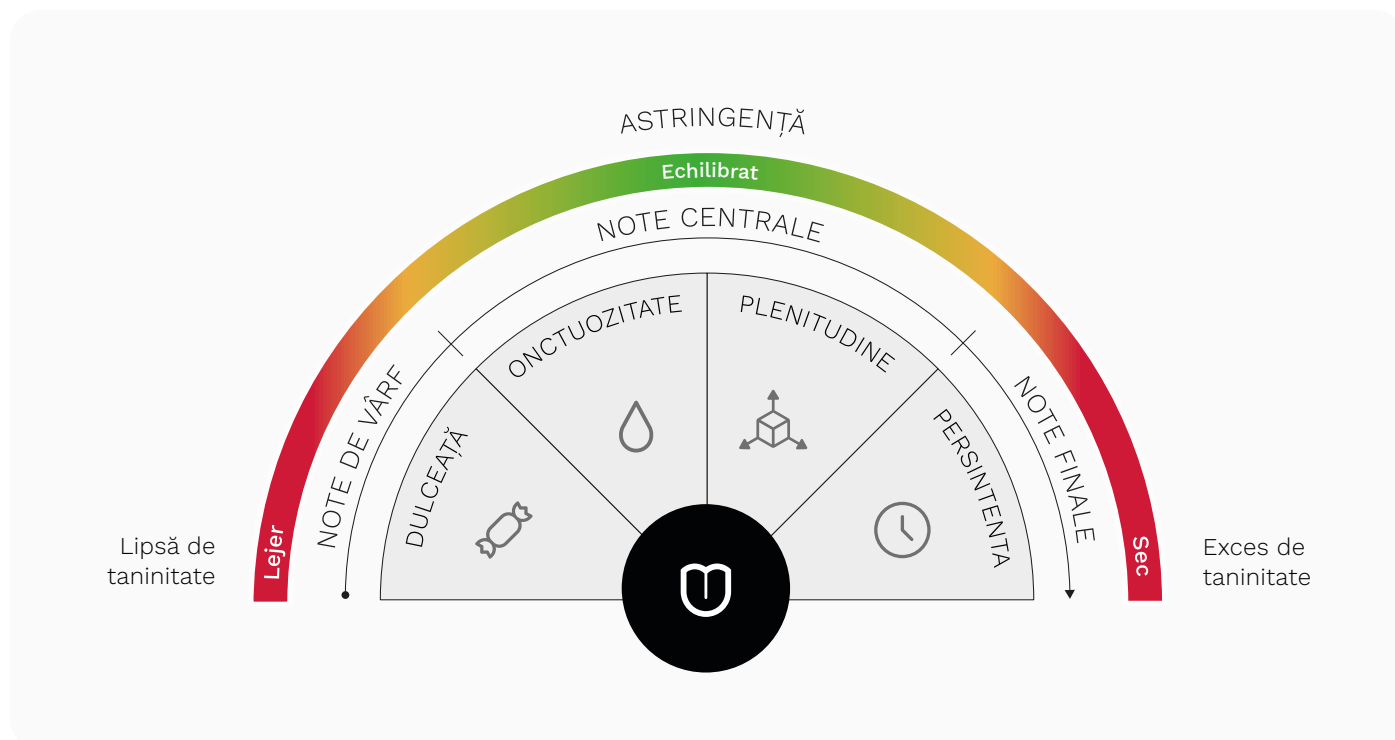 ASTRINGENȚĂ
Echilibrat
NOTE CENTRALE
NOTE DE VÂRF
NOTE FINALE
DULCEAȚĂ
ONCTUOZITATE
PLENITUDINE
PERSINTENTA
Lejer
Sec
Lipsă de
taninitate
Exces de
taninitate